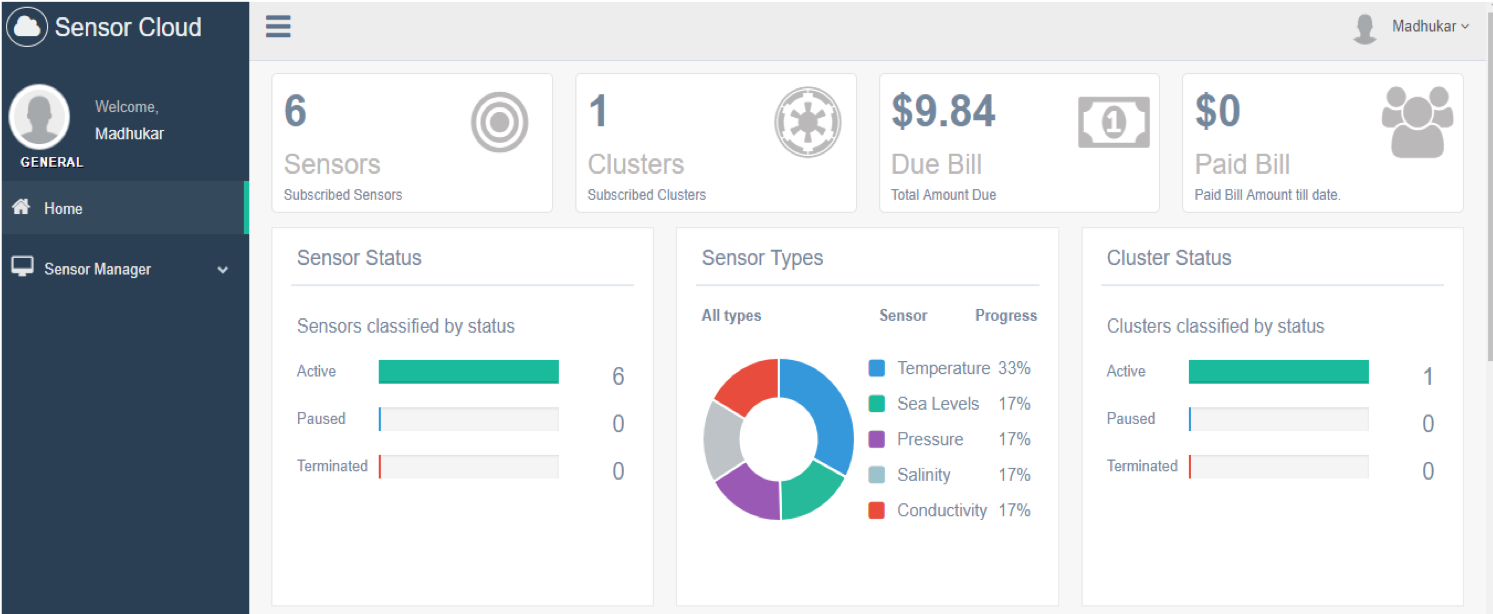 Sensor Cloud
Madhukar
Welcome,
Madhukar
GENERAL
Home
Sensor Manager
6
Sensors
Subscribed Sensors
1
Clusters
Subscribed Clusters
$9.84
1
Due Bill
Total Amount Due
$0
Paid Bill
Paid Bill Amount till date.
Sensor Status
Sensors classified by status
Active 6
Paused 0
Terminated 0
Sensor Types
All types Sensor Progress
Temperature 33%
Sea Levels 17%
Pressure 17%
Salinity 17%
Conductivity 17%
Cluster Status
Clusters classified by status
Active 1
Paused 0
Terminated 0